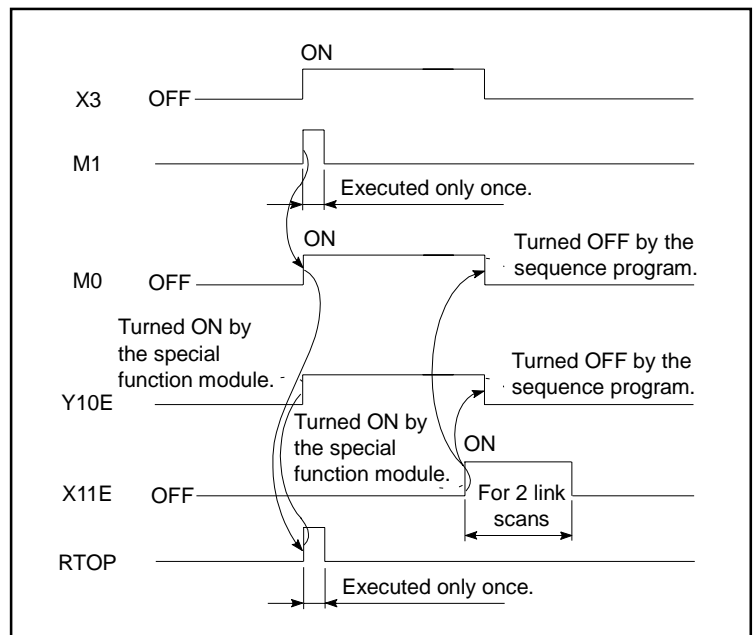 ON
X3 OFF
M1
Executed only once.
ON
Turned OFF by the
sequence program.
M0 OFF
Turned ON by
the special
function module.
Turned OFF by the
sequence program.
Y10E
Turned ON by
the special
function module.
ON
X11E OFF
For 2 link
scans
RTOP
Executed only once.